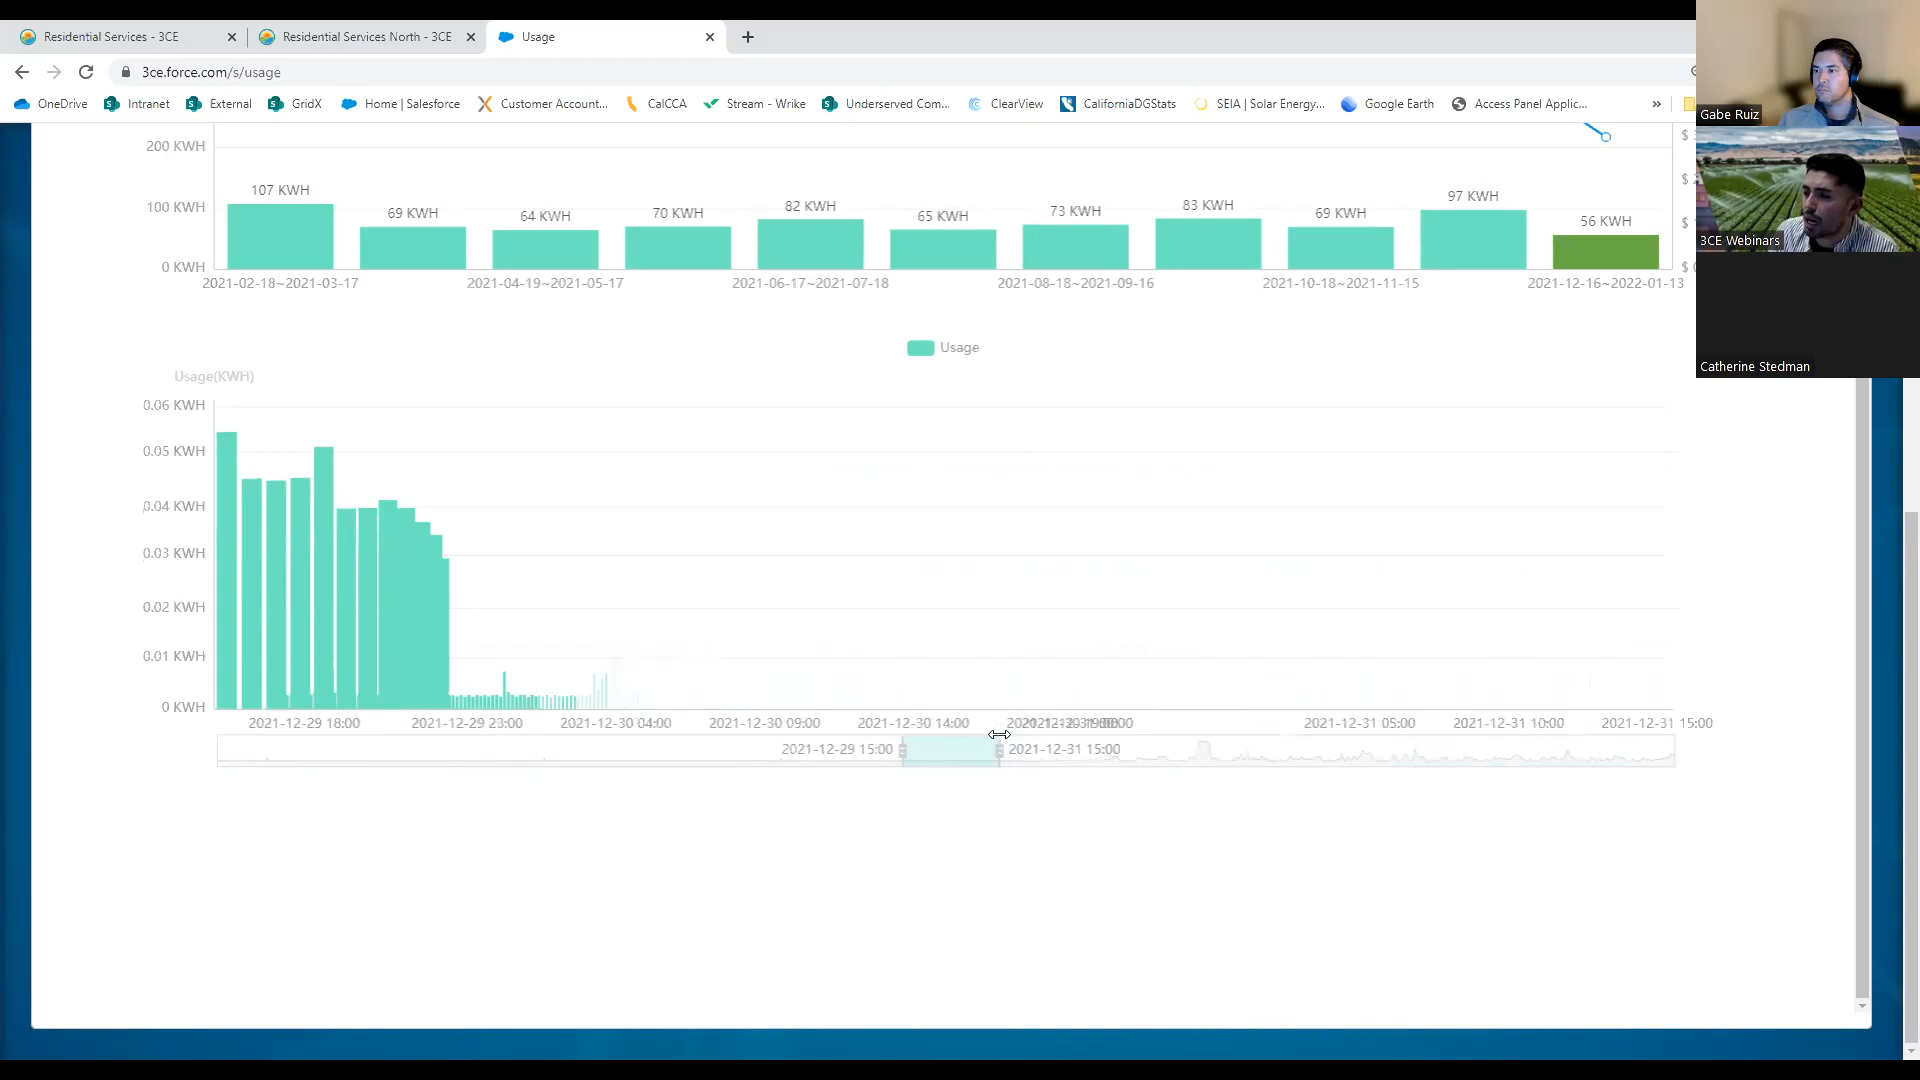 Residential Services - 3CE
Residential Services North - 3CE
Usage
3ce.force.com/s/usage
OneDrive
Intranet
External
GridX
Home | Salesforce
Customer Account...
CalCCA
Stream - Wrike
Underserved Com...
ClearView
CaliforniaDGStats
SEIA | Solar Energy,...
Google Earth
Access Panel Applic...
»
Gabe Ruiz
3CE Webinars
Catherine Stedman
200 KWH
100 KWH
0 KWH
107 KWH
69 KWH
64 KWH
70 KWH
82 KWH
65 KWH
73 KWH
83 KWH
69 KWH
97 KWH
56 KWH
2021-02-18~2021-03-17
2021-04-19~2021-05-17
2021-06-17~2021-07-18
2021-08-18~2021-09-16
2021-10-18~2021-11-15
2021-12-16~2022-01-13
Usage
Usage(KWH)
0.06 KWH
0.05 KWH
0.04 KWH
0.03 KWH
0.02 KWH
0.01 KWH
0 KWH
2021-12-29 18:00
2021-12-29 23:00
2021-12-30 04:00
2021-12-30 09:00
2021-12-30 14:00
2021-12-31 05:00
2021-12-31 10:00
2021-12-31 15:00
2021-12-29 15:00
2021-12-31 15:00